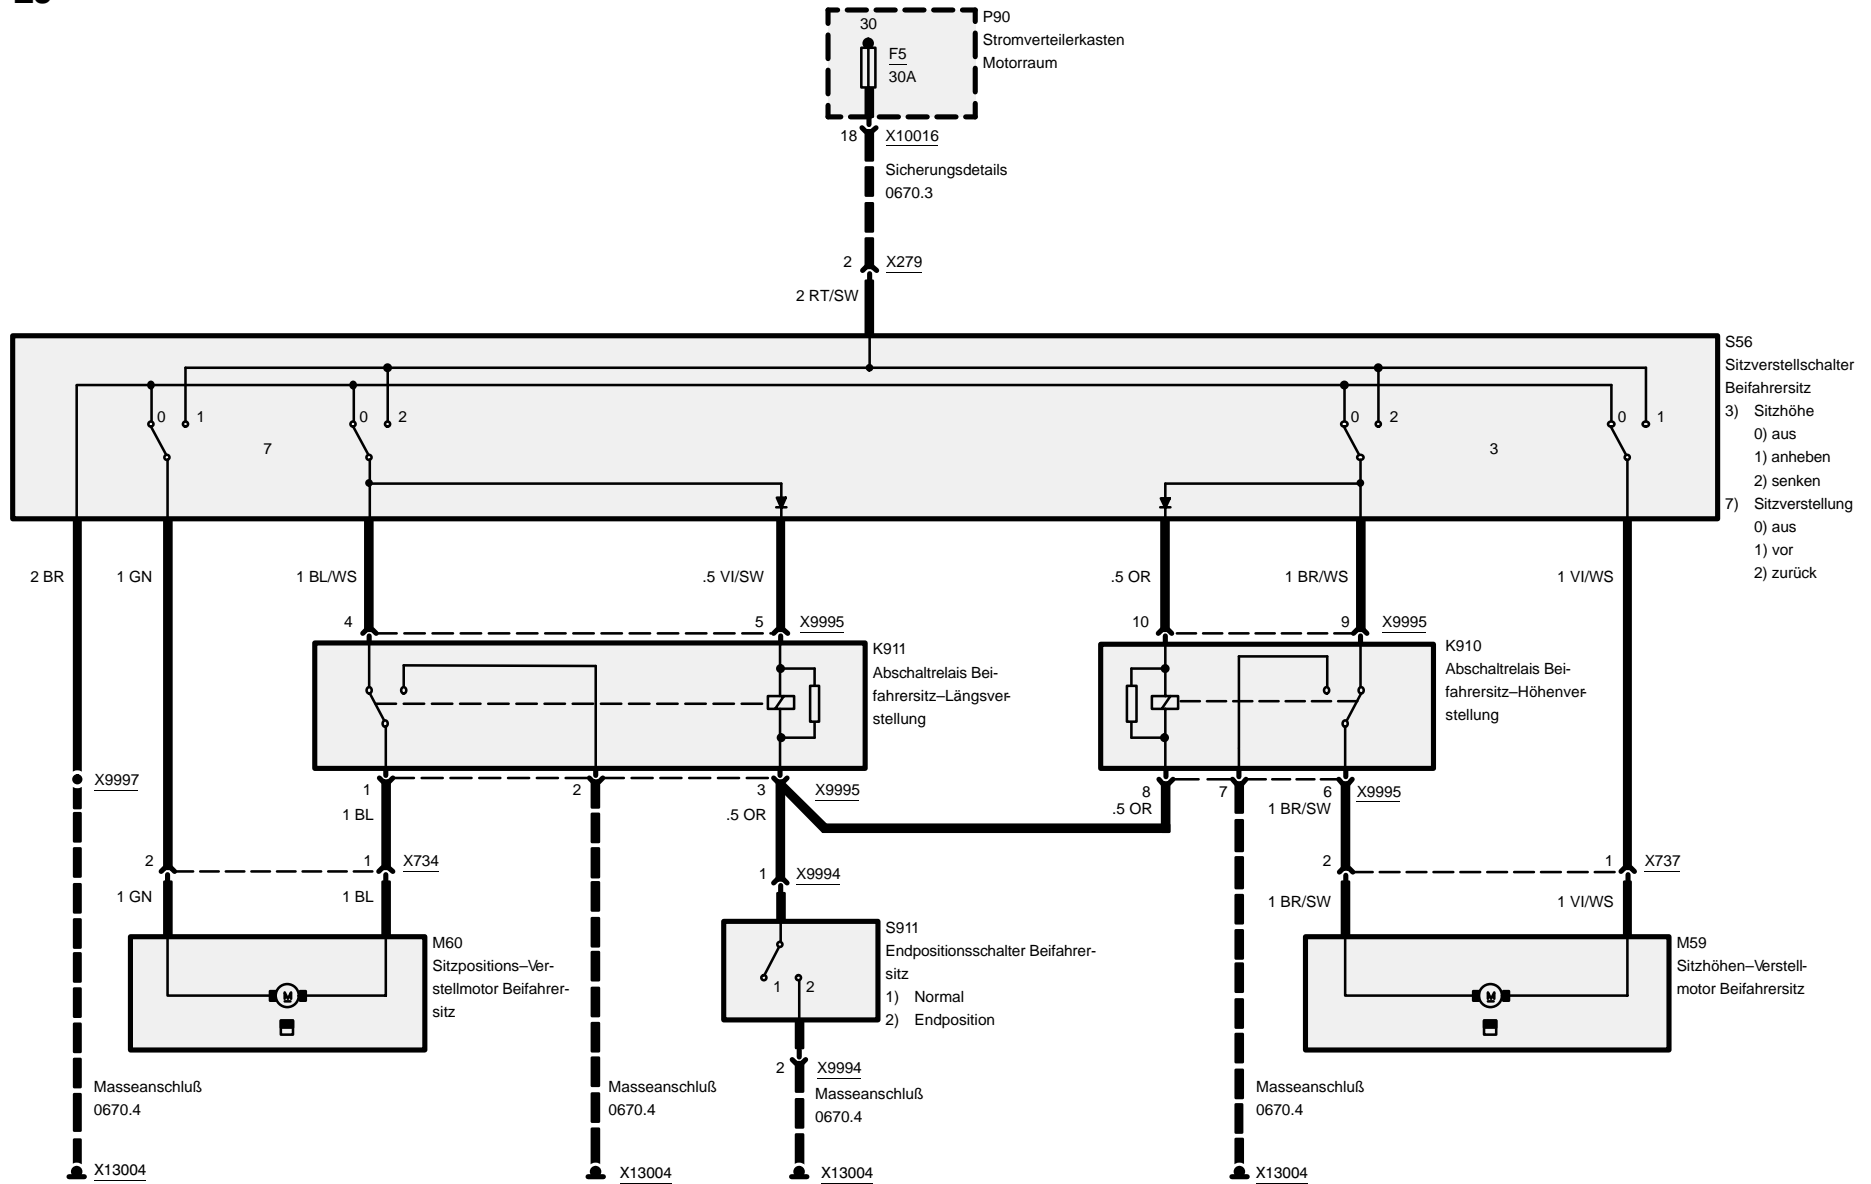 30
F5
30A
P90
Stromverteilerkasten
Motorraum
18 X10016
Sicherungsdetails
0670.3
2 X279
2 RT/SW
S56
Sitzverstellschalter
Beifahrersitz
3) Sitzhöhe
0) aus
1) anheben
2) senken
7) Sitzverstellung
0) aus
1) vor
2) zurück
0 1 0 2 0 2 0 1
7 3
2 BR 1 GN 1 BL/WS .5 VI/SW .5 OR 1 BR/WS 1 VI/WS
4 5 X9995 10 9 X9995
K911
Abschaltrelais Bei-
fahrersitz–Längsver-
stellung
K910
Abschaltrelais Bei-
fahrersitz–Höhenver-
stellung
X9997
1 2 3 X9995 8 7 6 X9995
1 BL .5 OR .5 OR 1 BR/SW
2 1 X734 1 X9994 2 1 X737
1 GN 1 BL 1 BR/SW 1 VI/WS
M60
Sitzpositions–Ver-
stellmotor Beifahrer-
sitz
M
S911
Endpositionsschalter Beifahrer-
sitz
1) Normal
2) Endposition
1 2
M59
Sitzhöhen–Verstell-
motor Beifahrersitz
M
2 X9994
Masseanschluß
0670.4
Masseanschluß
0670.4
Masseanschluß
0670.4
Masseanschluß
0670.4
X13004 X13004 X13004 X13004